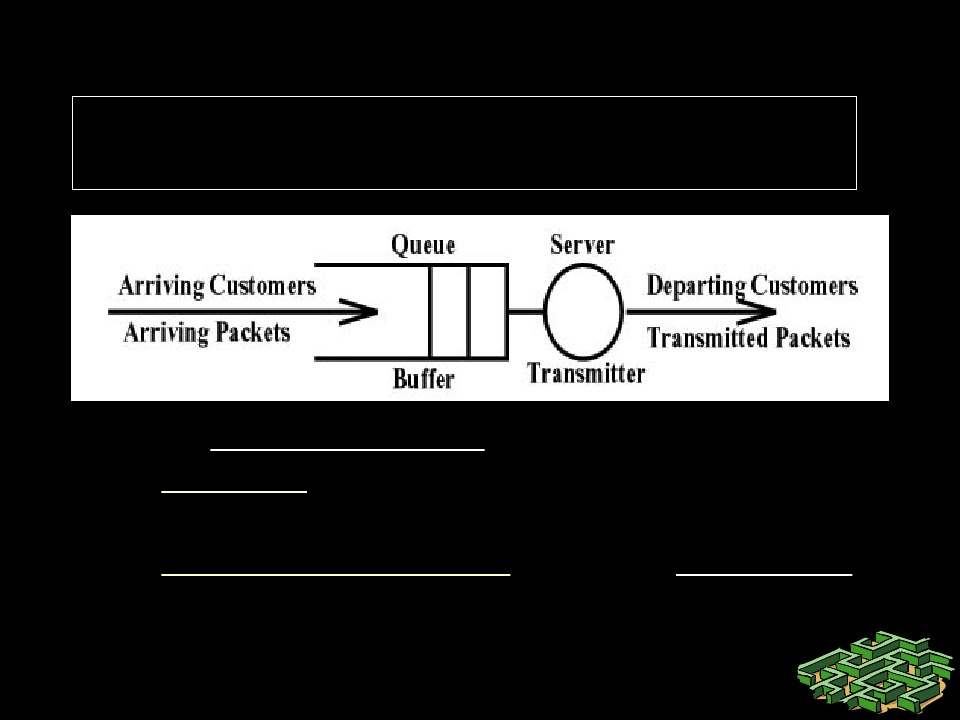 Queue
Server
Arriving Customers
Departing Customers
Arriving Packets
Transmitted Packets
Buffer
Transmitter